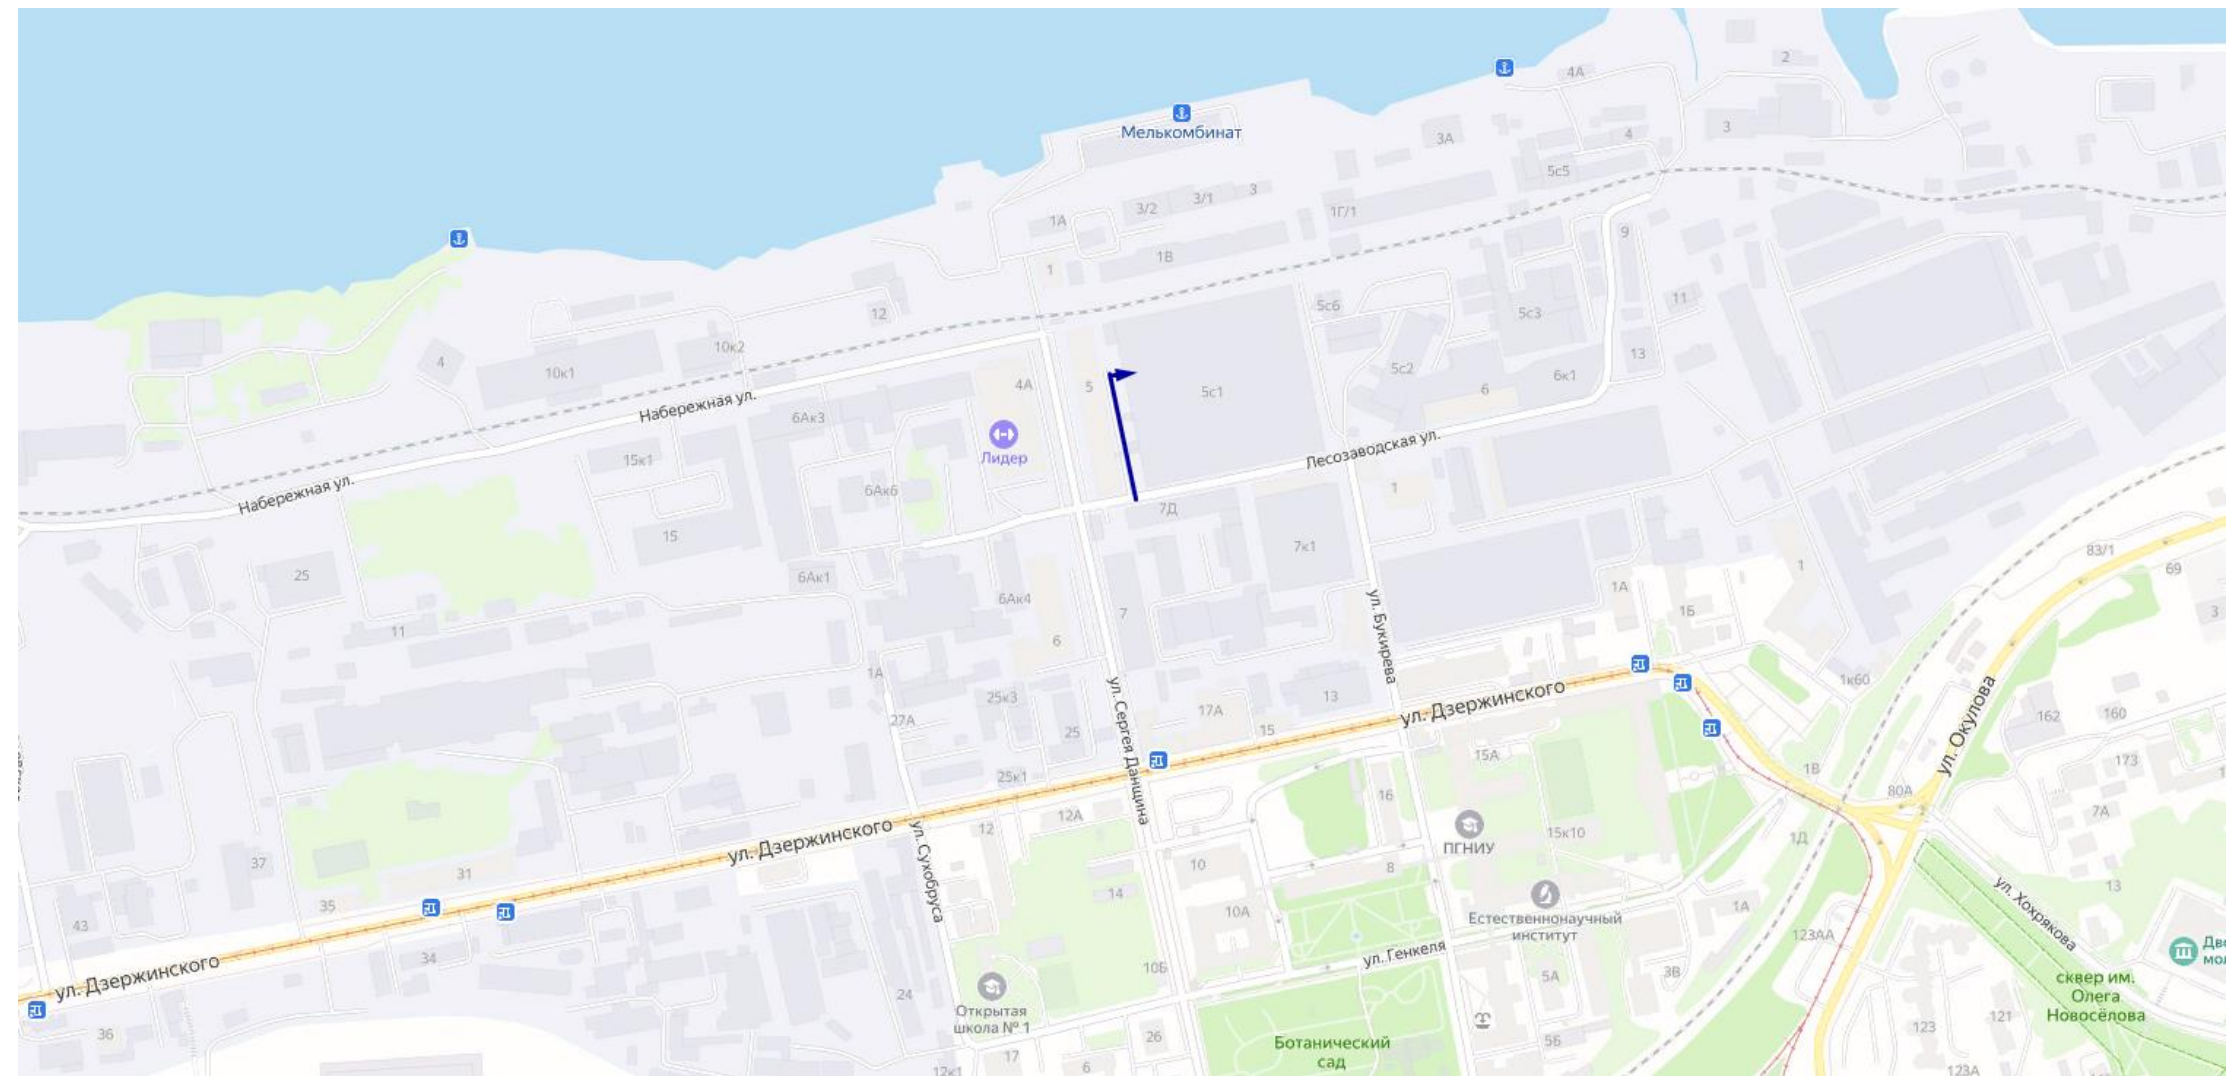 2
4А
Мелькомбинат
3А
4
3
5с5
3
3/1
3/2
1Г/1
1А
9
1В
1
11
5с6
5с3
12
10к2
13
4
10к1
4А
5
5с1
5с2
6к1
6
Набережная ул.
6Ак3
Лидер
Лесозаводская ул.
15к1
6Ак6
1
Набережная ул.
7Д
15
7к1
83/1
25
6Ак1
1
69
6Ак4
1А
1Б
3
7
ул. Букирева
11
6
1А
1к60
25к3
13
ул. Дзержинского
17А
ул. Окулова
162
160
27А
25
ул. Сергея Данщина
15
15А
173
1В
25к1
80А
16
12А
7А
12
15к10
ул. Дзержинского
ПГНИУ
1Д
37
10
8
31
ул. Сухобруса
14
13
ул. Хохрякова
35
10А
1А
43
Естественнонаучный
институт
123АА
ул. Генкеля
34
ул. Дзержинского
10Б
5А
3В
сквер им.
Олега
Новосёлова
24
Открытая
школа № 1
36
26
123
121
Ботанический
сад
5Б
17
6
12к1
123А